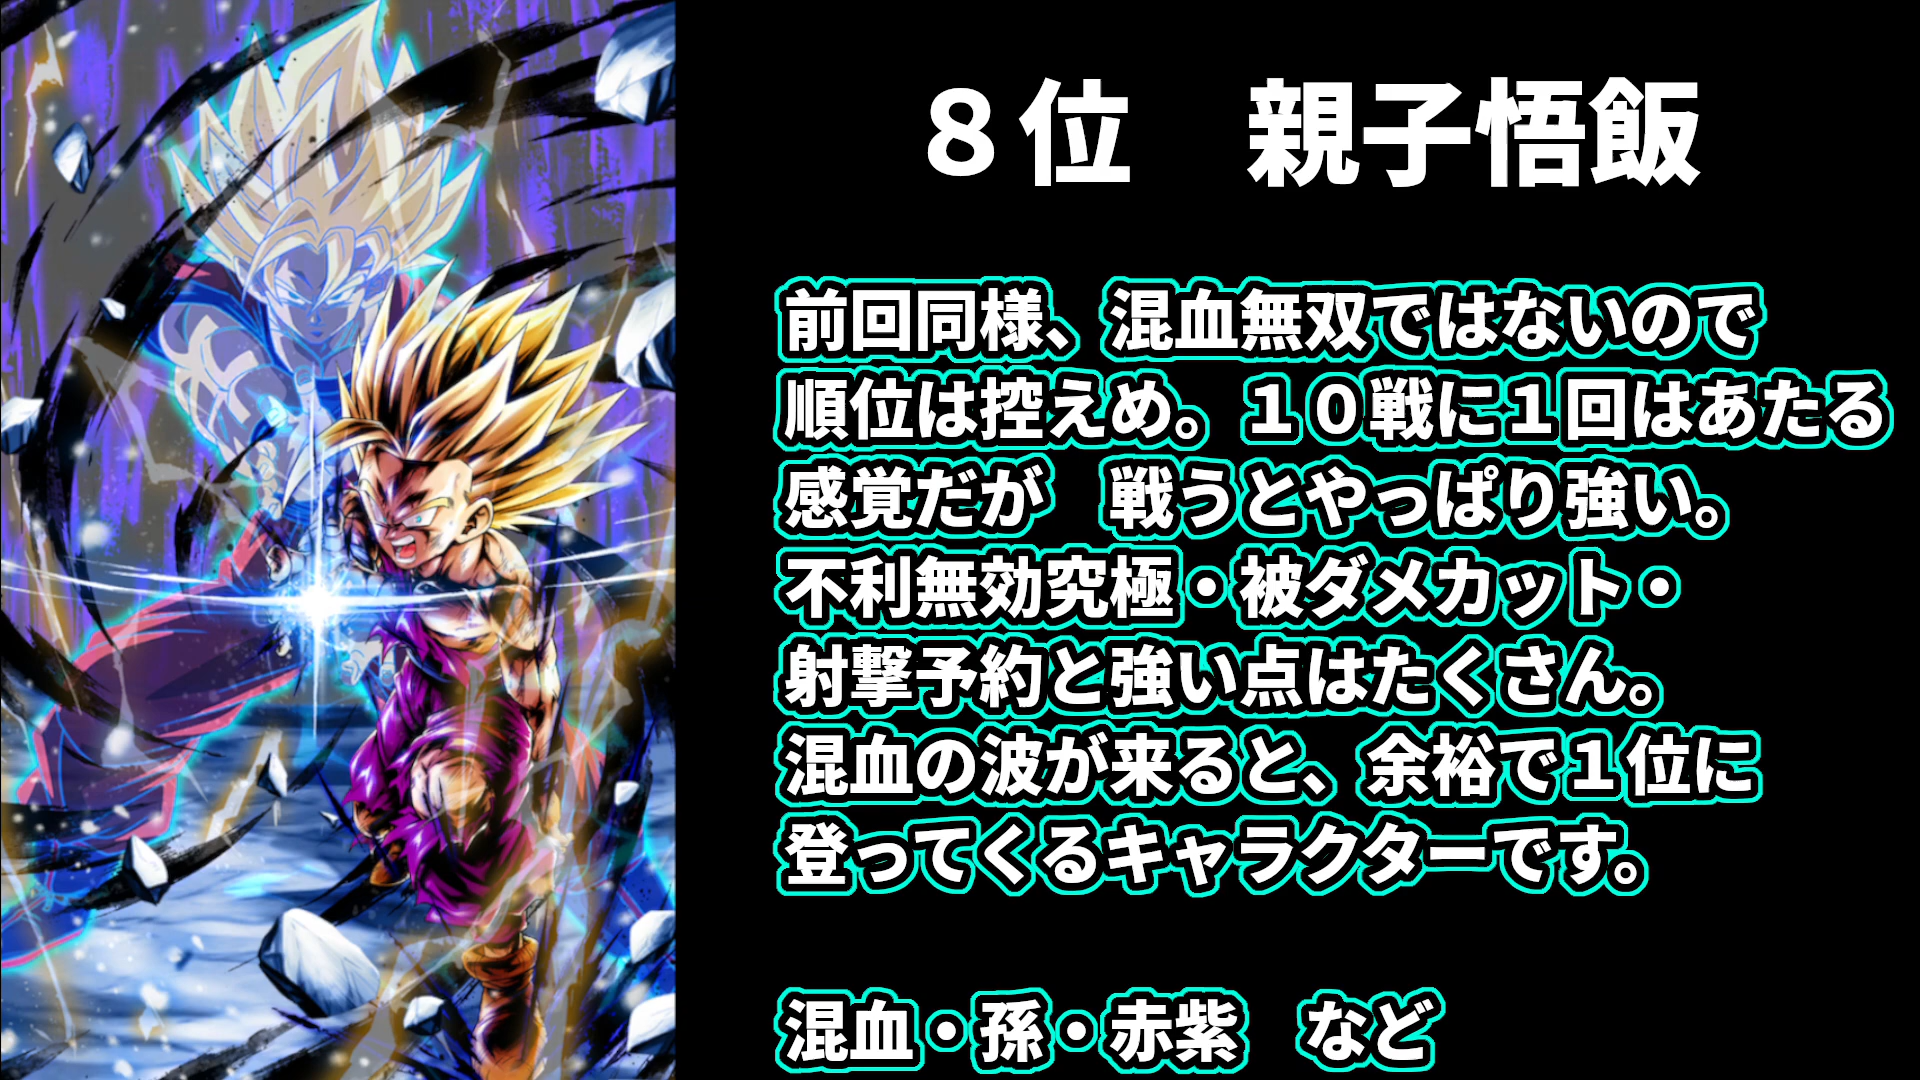 ８位　親子悟飯
前回同様、混血無双ではないので
順位は控えめ。１０戦に１回はあたる
感覚だが　戦うとやっぱり強い。
不利無効究極・被ダメカット・
射撃予約と強い点はたくさん。
混血の波が来ると、余裕で１位に
登ってくるキャラクターです。
混血・孫・赤紫　など